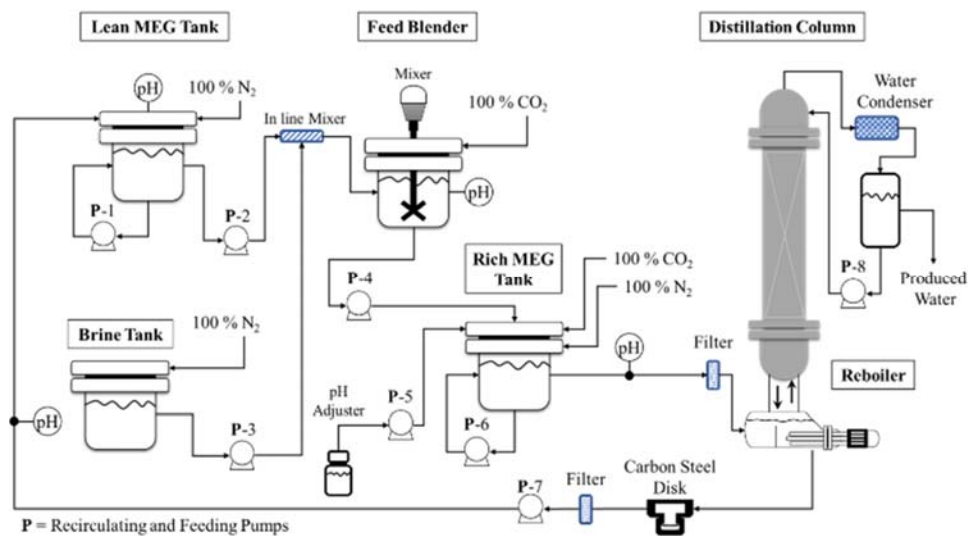 Lean MEG Tank
Feed Blender
Distillation Column
pH
100 % N₂
Mixer
100 % CO₂
Water
Condenser
In line Mixer
pH
P-1
P-2
P-4
Rich MEG
Tank
100 % CO₂
100 % N₂
P-8
Produced
Water
Brine Tank
100 % N₂
pH
Filter
Reboiler
pH
Adjuster
P-5
P-6
pH
P-3
P-7
Filter
Carbon Steel
Disk
P = Recirculating and Feeding Pumps